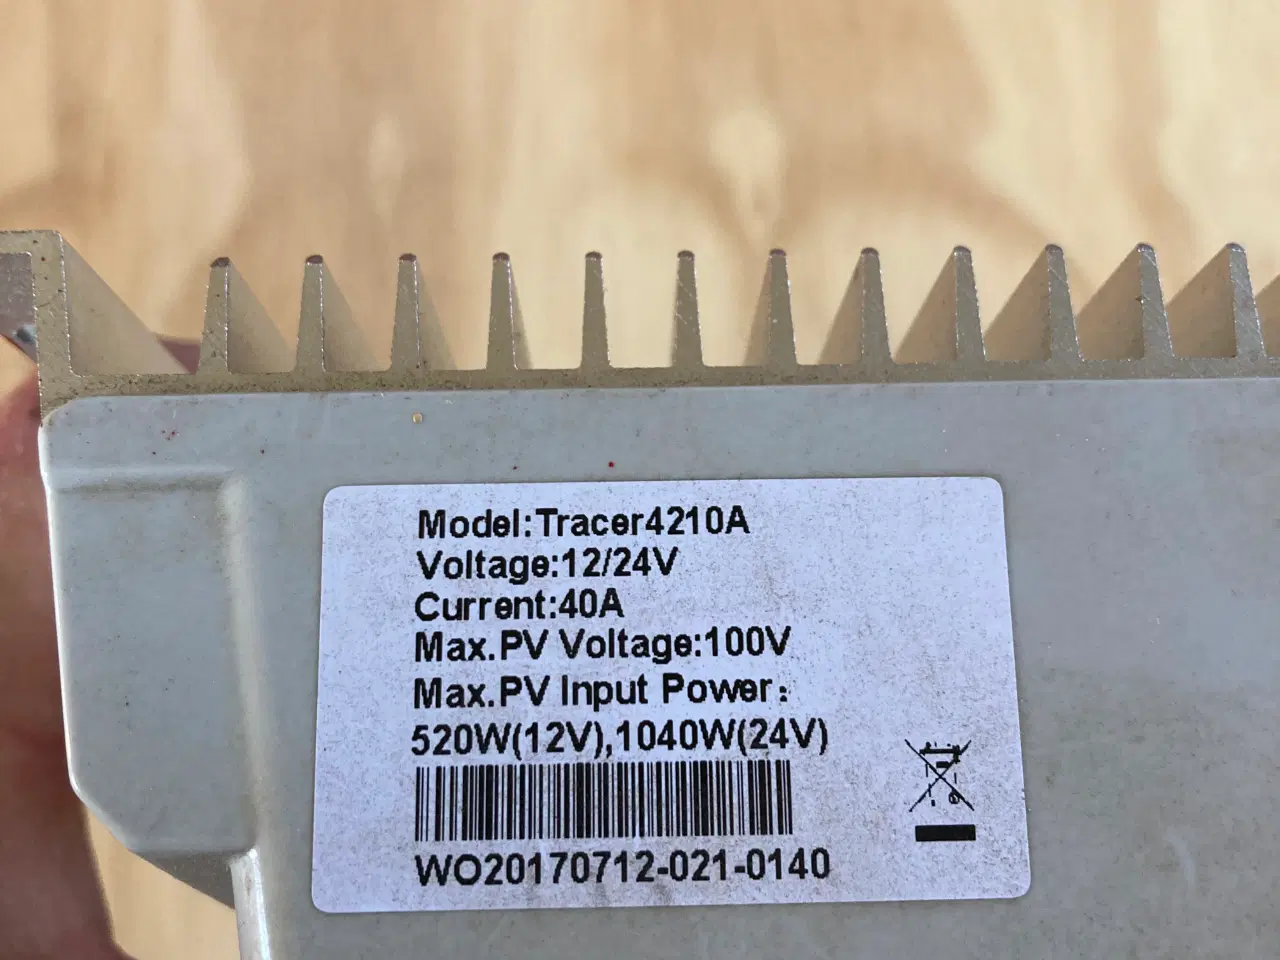 Model:Tracer4210A
Voltage:12/24V
Current:40A
Max.PV Voltage:100V
Max.PV Input Power：
520W(12V),1040W(24V)
WO20170712-021-0140